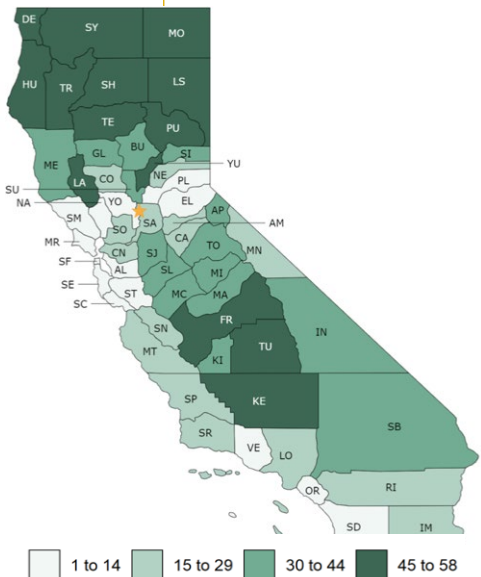 DE
SY
MO
HU
TR
SH
LS
TE
PU
ME
GL
BU
SI
YU
LA
CO
NE
PL
SU
NA
YO
EL
SM
SO
SA
AP
AM
MR
CN
SJ
CA
TO
MN
SF
AL
SL
MI
SE
ST
MC
MA
SC
FR
IN
SN
TU
MT
KI
SP
KE
SB
SR
VE
LO
OR
RI
SD
IM
1 to 14 15 to 29 30 to 44 45 to 58